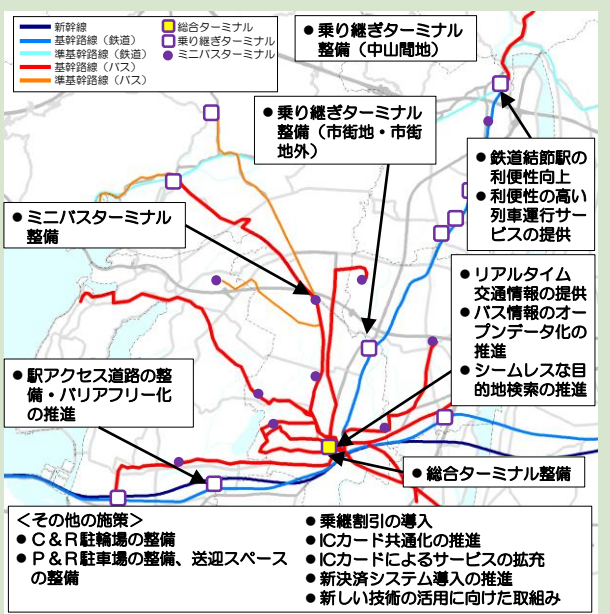 新幹線
基幹路線（鉄道）
準基幹路線（鉄道）
基幹路線（バス）
準基幹路線（バス）
総合ターミナル
乗り継ぎターミナル
ミニバスターミナル
●乗り継ぎターミナル
整備（中山間地）
●乗り継ぎターミナル
整備（市街地・市街
地外）
●鉄道結節駅の
利便性向上
●利便性の高い
列車運行サー
ビスの提供
●ミニバスターミナル
整備
●リアルタイム
交通情報の提供
●バス情報のオー
プンデータ化の
推進
●シームレスな目
的地検索の推進
●駅アクセス道路の整
備・バリアフリー化
の推進
●総合ターミナル整備
＜その他の施策＞
●Ｃ＆Ｒ駐輪場の整備
●Ｐ＆Ｒ駐車場の整備、送迎スペース
の整備
●乗継割引の導入
●ICカード共通化の推進
●ICカードによるサービスの拡充
●新決済システム導入の推進
●新しい技術の活用に向けた取組み